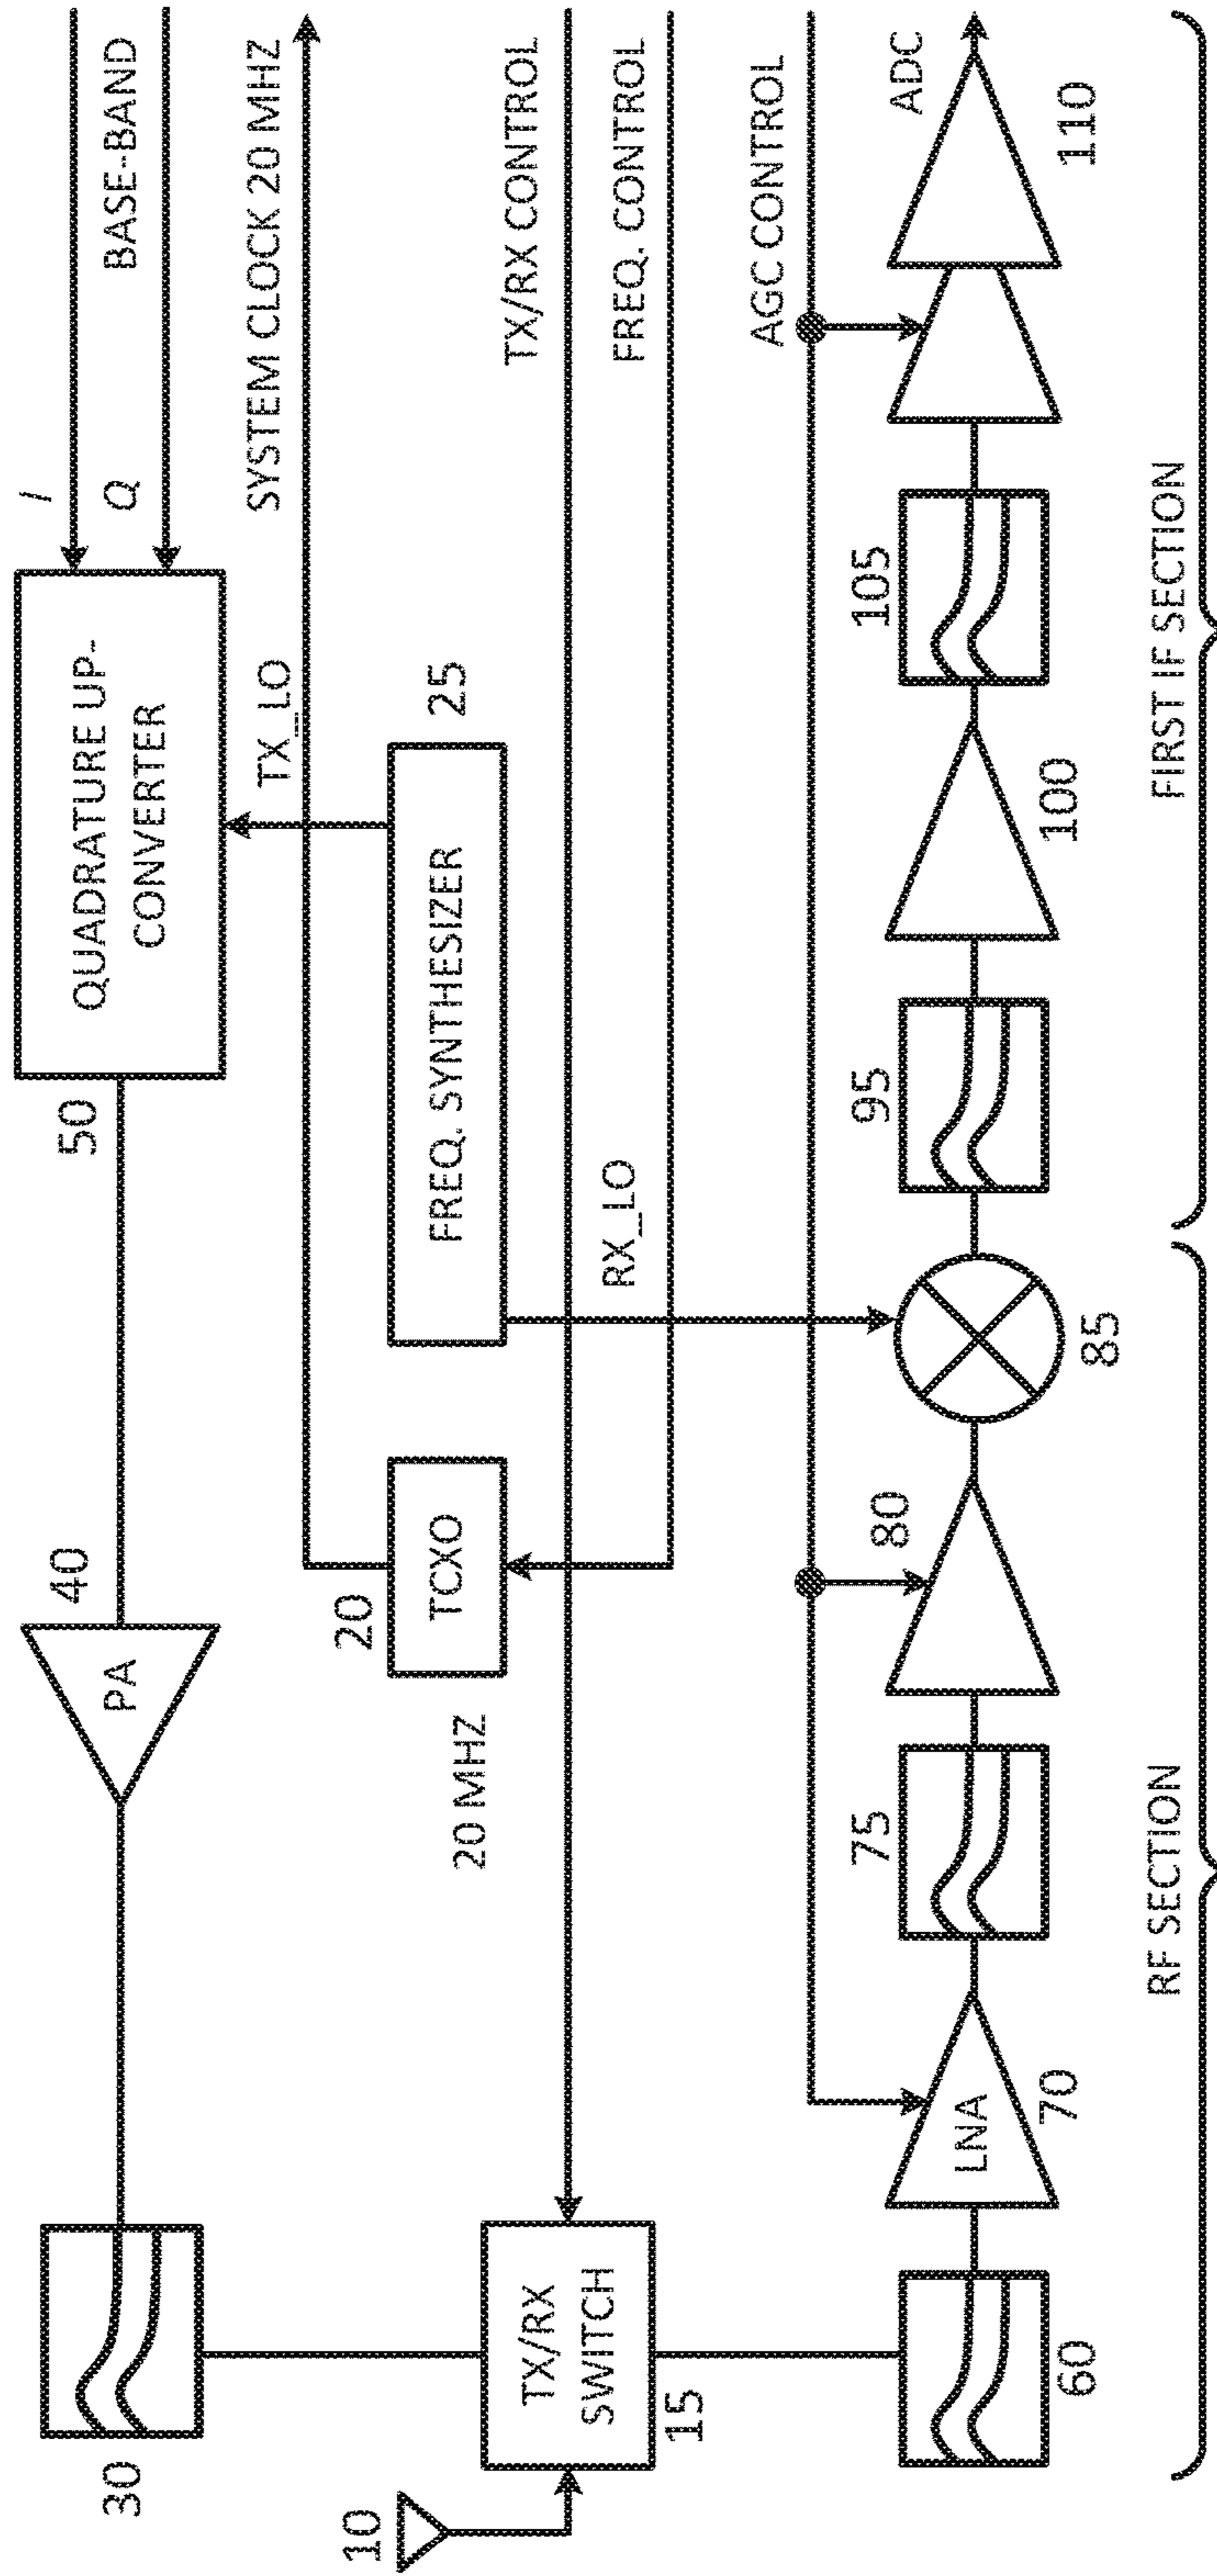 I
Q
BASE-BAND
QUADRATURE UP-
CONVERTER
50
40
PA
30
SYSTEM CLOCK 20 MHZ
TX_LO
25
FREQ. SYNTHESIZER
20
TCXO
20 MHZ
10
TX/RX
SWITCH
15
TX/RX CONTROL
FREQ. CONTROL
RX_LO
AGC CONTROL
ADC
60
LNA
70
75
80
85
95
100
105
110
RF SECTION
FIRST IF SECTION